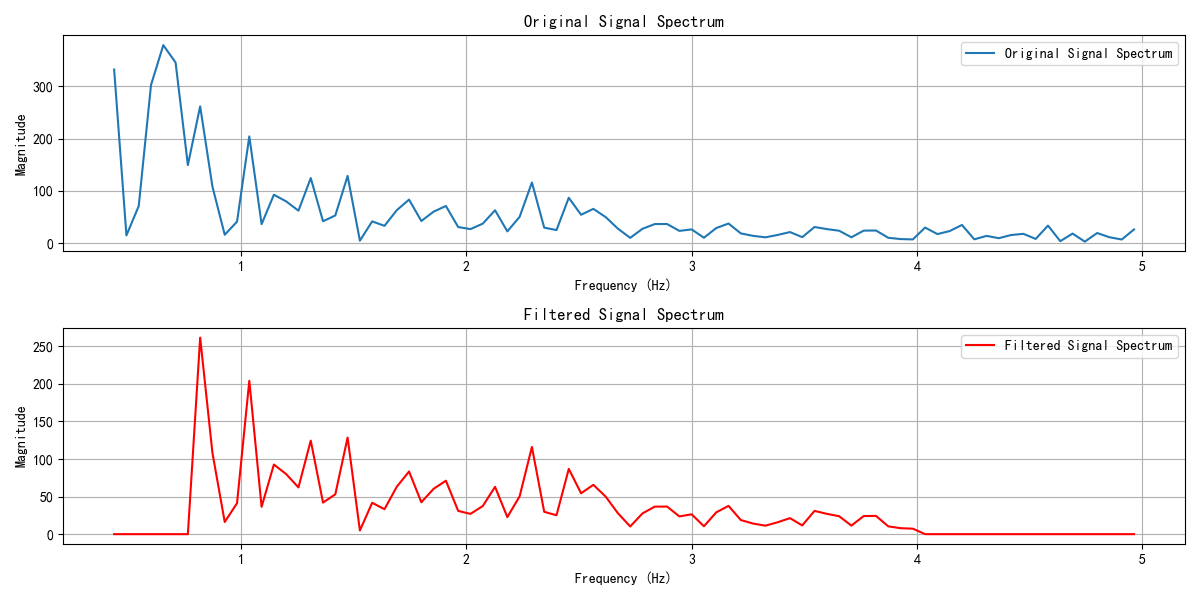 Original Signal Spectrum
Original Signal Spectrum
Magnitude
300
200
100
0
1 2 3 4 5
Frequency (Hz)
Filtered Signal Spectrum
Filtered Signal Spectrum
Magnitude
250
200
150
100
50
0
1 2 3 4 5
Frequency (Hz)